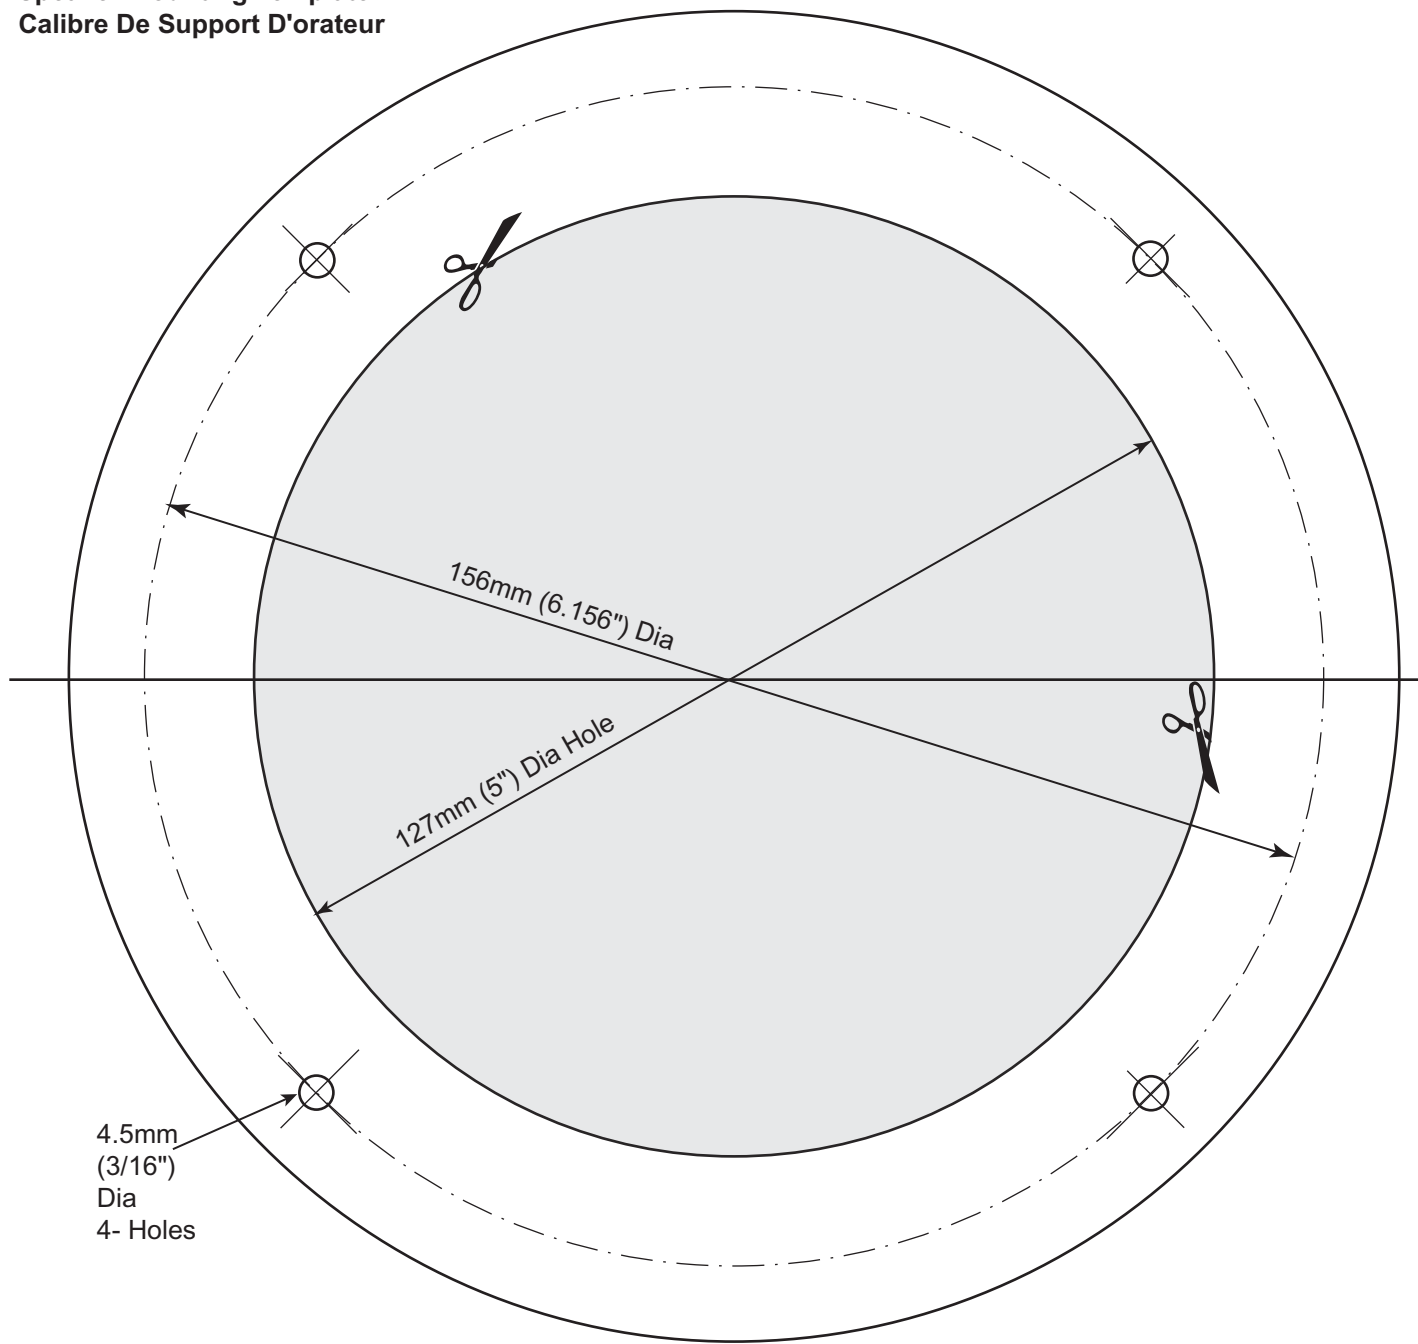 Calibre De Support D'orateur
156mm (6.156") Dia
127mm (5") Dia Hole
4.5mm
(3/16")
Dia
4- Holes